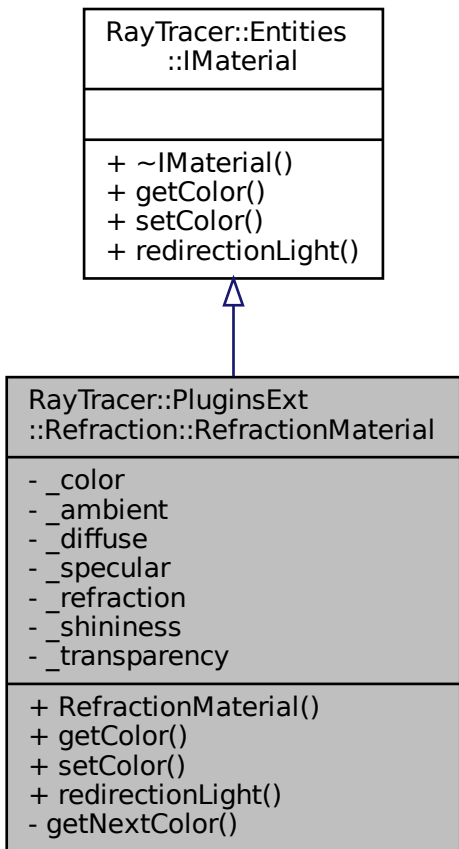 RayTracer::Entities
::IMaterial
+ ~IMaterial()
+ getColor()
+ setColor()
+ redirectionLight()
RayTracer::PluginsExt
::Refraction::RefractionMaterial
- _color
- _ambient
- _diffuse
- _specular
- _refraction
- _shininess
- _transparency
+ RefractionMaterial()
+ getColor()
+ setColor()
+ redirectionLight()
- getNextColor()